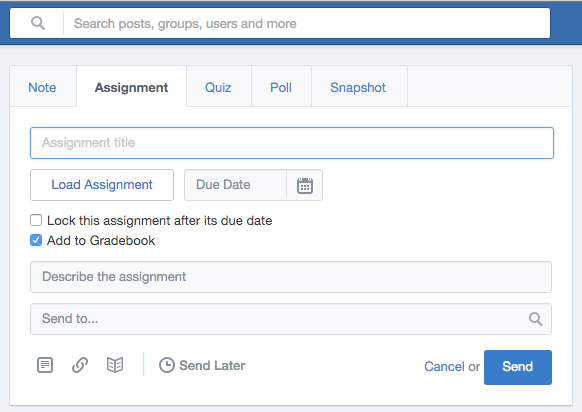 Search posts, groups, users and more
Note Assignment Quiz Poll Snapshot
Assignment title
Load Assignment Due Date
Lock this assignment after its due date
Add to Gradebook
Describe the assignment
Send to...
Send Later Cancel or Send